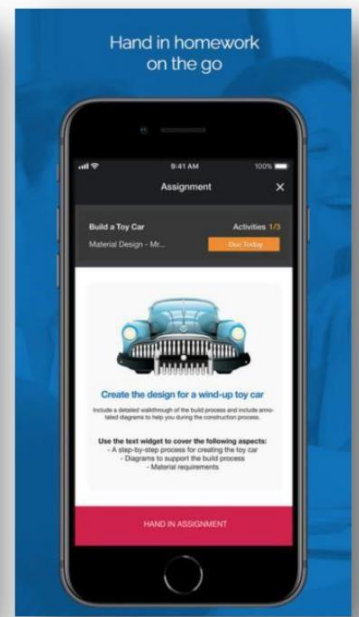 Hand in homework
on the go
9:41 AM 100%
Assignment
Build a Toy Car Activities 1/3
Material Design - Mr... Due Today
Create the design for a wind-up toy car
Include a detailed walkthrough of the build process and include anno-
tated diagrams to help you during the construction process.
Use the text widget to cover the following aspects:
- A step-by-step process for creating the toy car
- Diagrams to support the build process
- Material requirements
HAND IN ASSIGNMENT